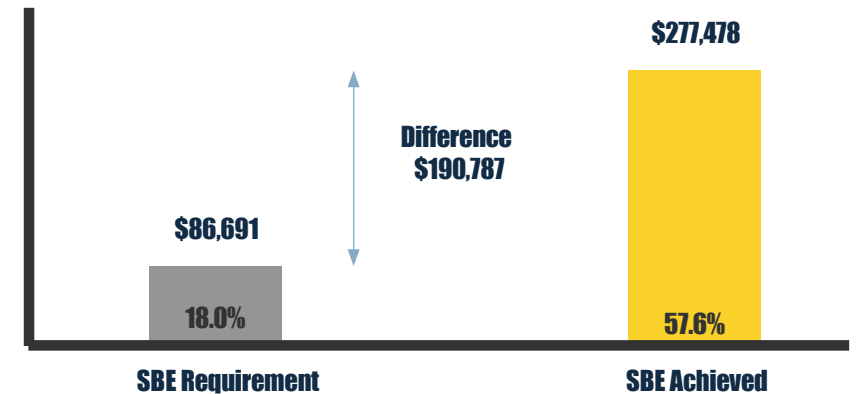 $277,478
Difference
$190,787
$86,691
18.0%
57.6%
SBE Requirement
SBE Achieved